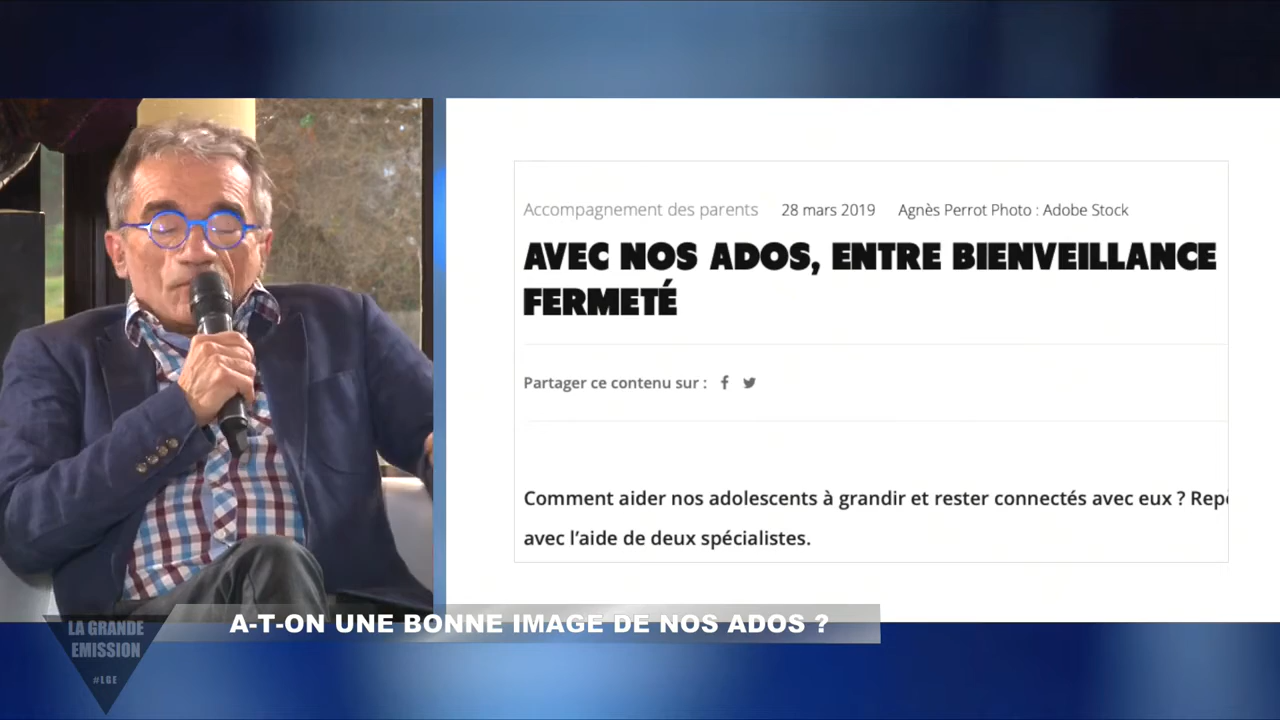 Accompagnement des parents 28 mars 2019 Agnès Perrot Photo : Adobe Stock
AVEC NOS ADOS, ENTRE BIENVEILLANCE
FERMETÉ
Partager ce contenu sur :
Comment aider nos adolescents à grandir et rester connectés avec eux ?
avec l’aide de deux spécialistes.
A-T-ON UNE BONNE IMAGE DE NOS ADOS ?
LA GRANDE
EMISSION
#LGE